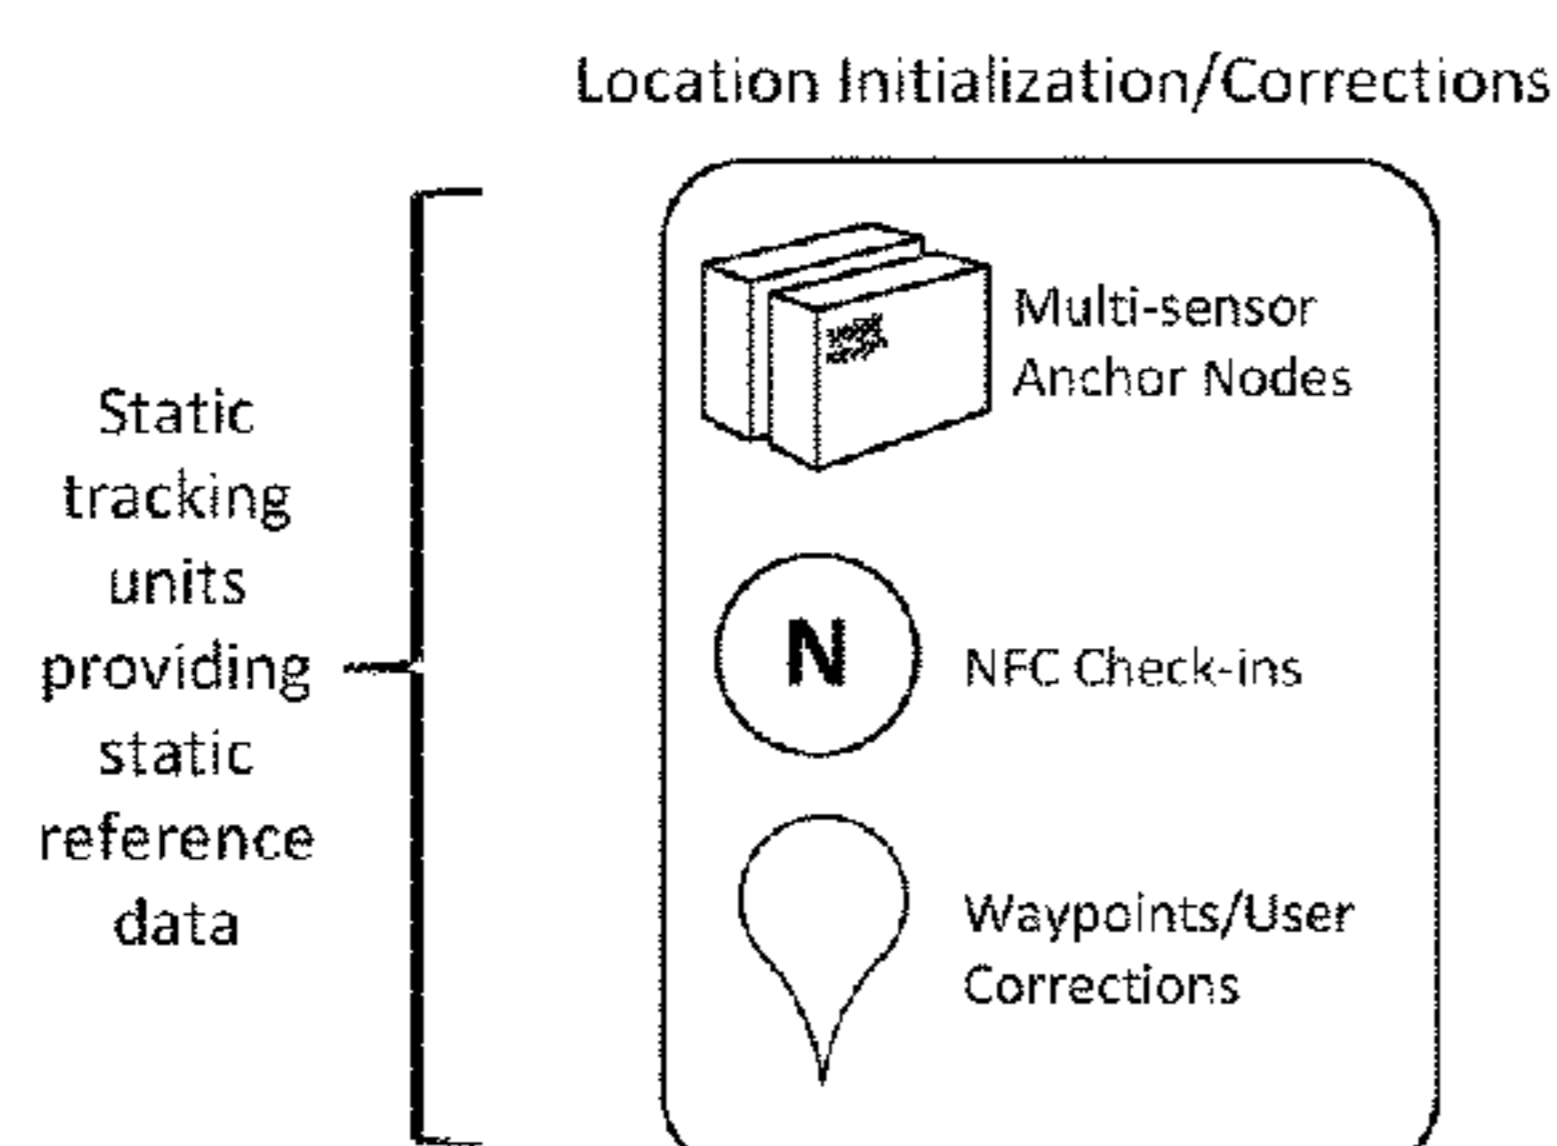 Location Initialization/Corrections
Static
tracking
units
providing
static
reference
data
Multi-sensor
Anchor Nodes
N
NFC Check-ins
Waypoints/User
Corrections